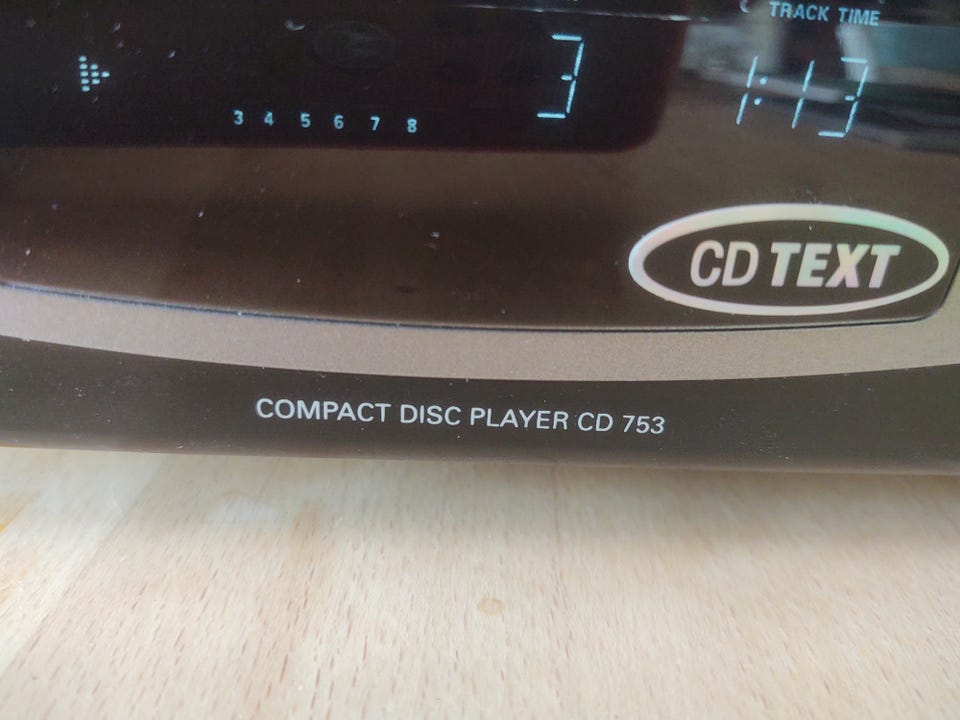 TRACK TIME
3 1:13
3 4 5 6 7 8
CD TEXT
COMPACT DISC PLAYER CD 753